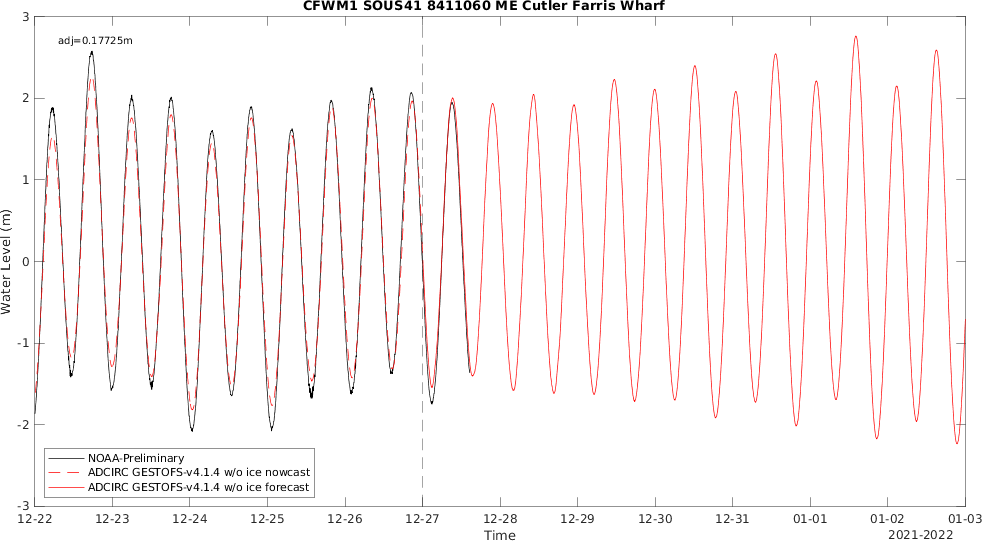 CFWM1 SOUS41 8411060 ME Cutler Farris Wharf
adj=0.17725m
3
2
1
0
-1
-2
-3
Water Level (m)
NOAA-Preliminary
ADCIRC GESTOFS-v4.1.4 w/o ice nowcast
ADCIRC GESTOFS-v4.1.4 w/o ice forecast
12-22 12-23 12-24 12-25 12-26 12-27 12-28 12-29 12-30 12-31 01-01 01-02 01-03
Time
2021-2022